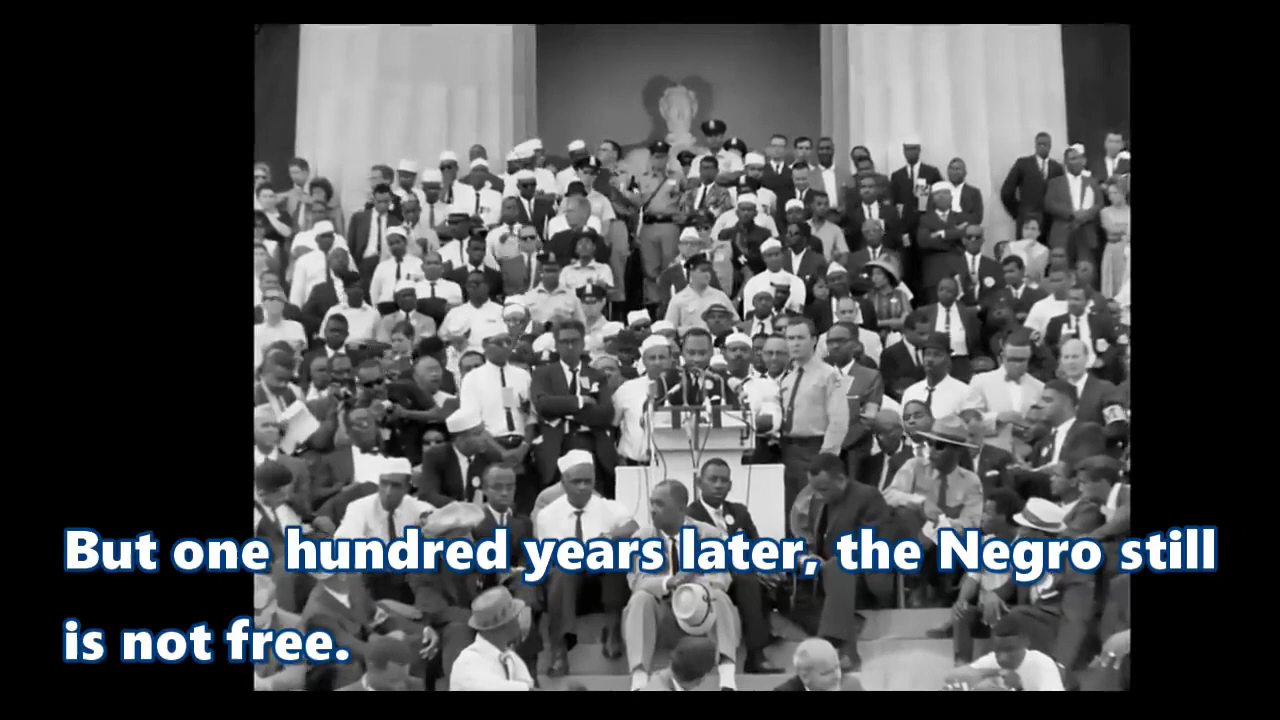 But one hundred years later, the Negro still
is not free.